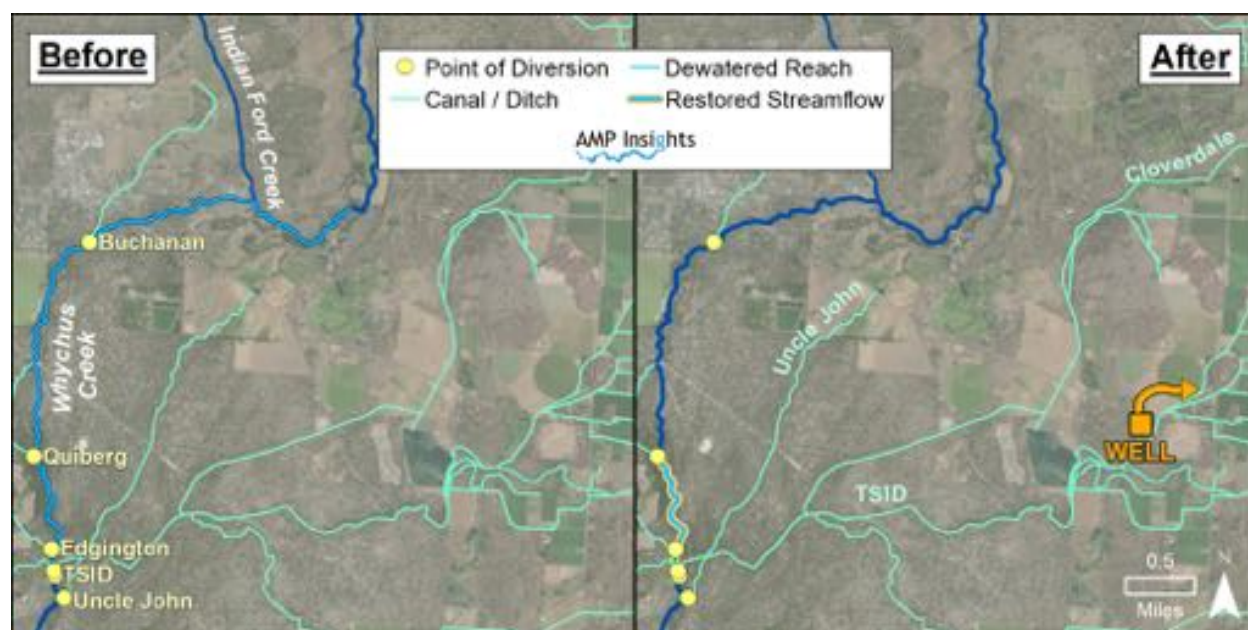 Before
Indian Ford Creek
Point of Diversion
Dewatered Reach
Canal / Ditch
Restored Streamflow
AMP Insights
Buchanan
Whychus
Creek
Quiberg
Edgington
TSID
Uncle John
After
Cloverdale
Uncle John
WELL
TSID
0.5
Miles
N